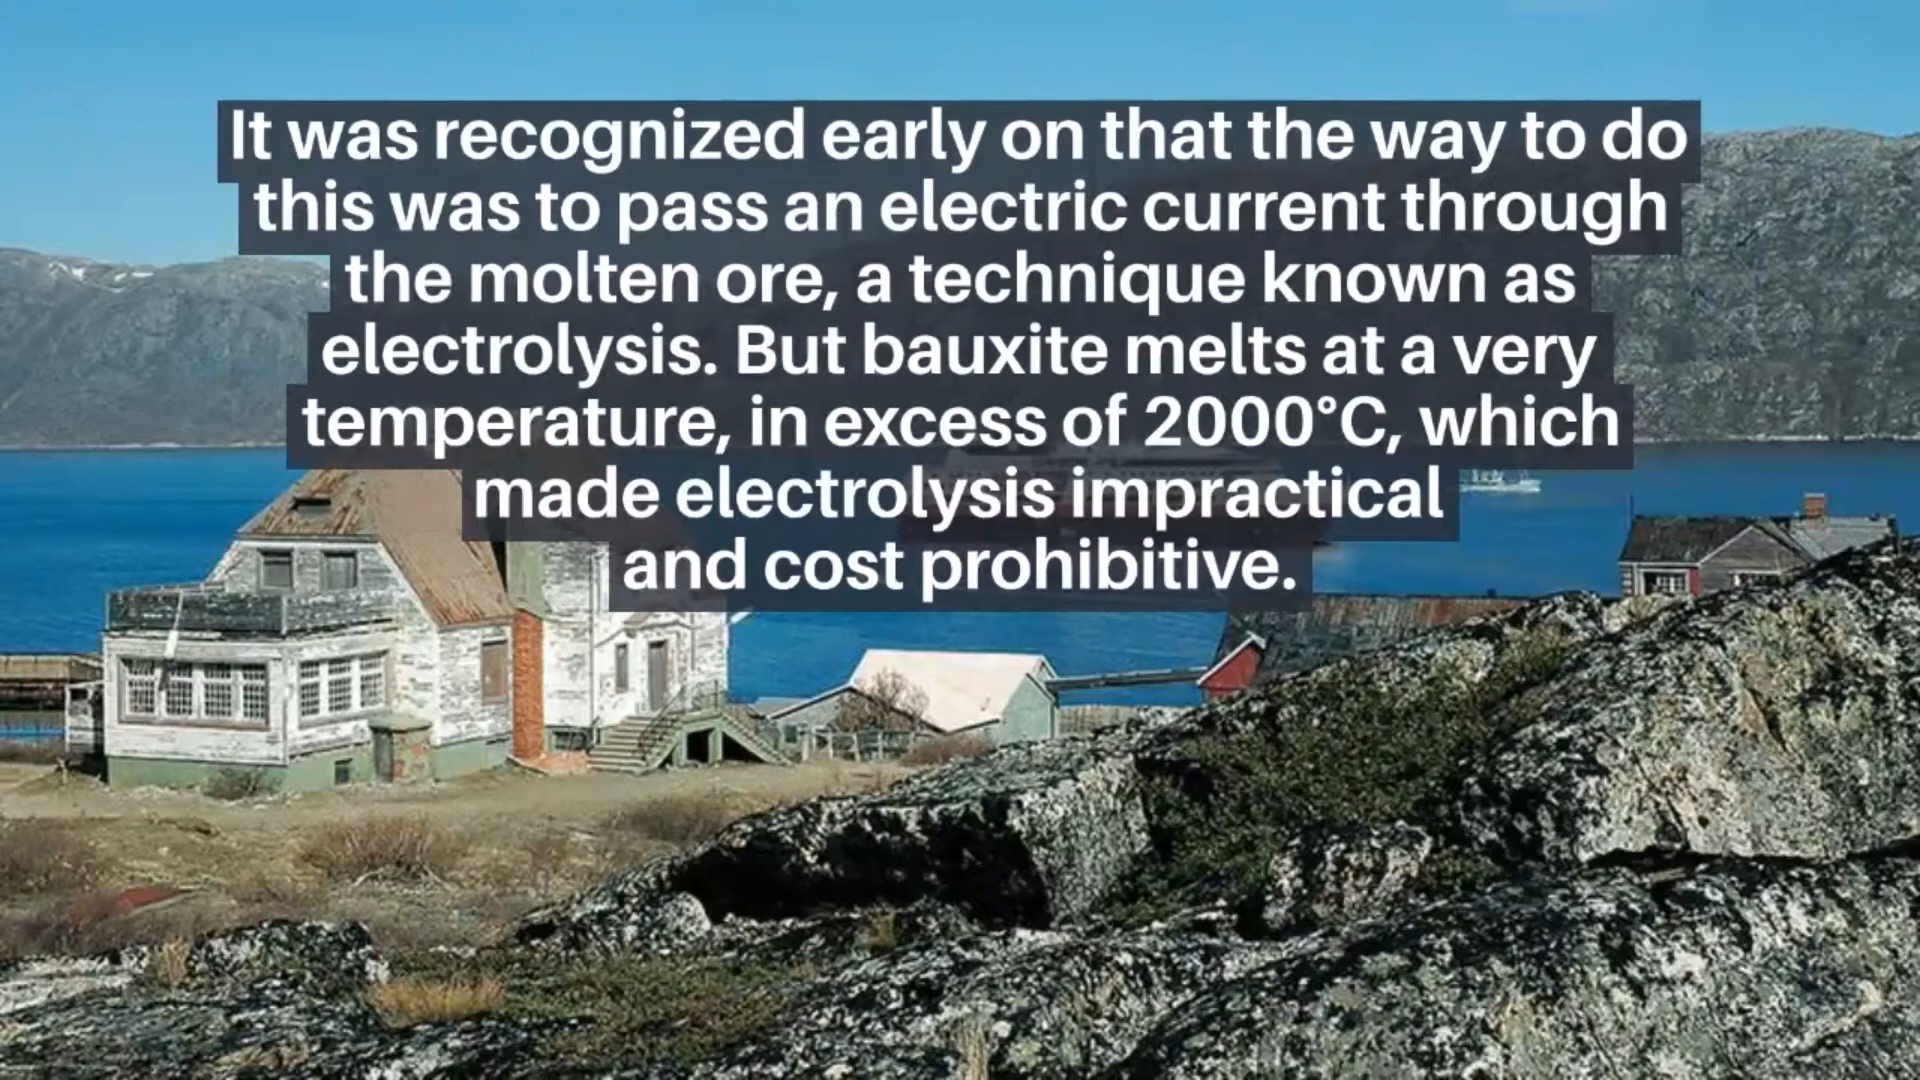 It was recognized early on that the way to do
this was to pass an electric current through
the molten ore, a technique known as
electrolysis. But bauxite melts at a very
temperature, in excess of 2000°C, which
made electrolysis impractical
and cost prohibitive.